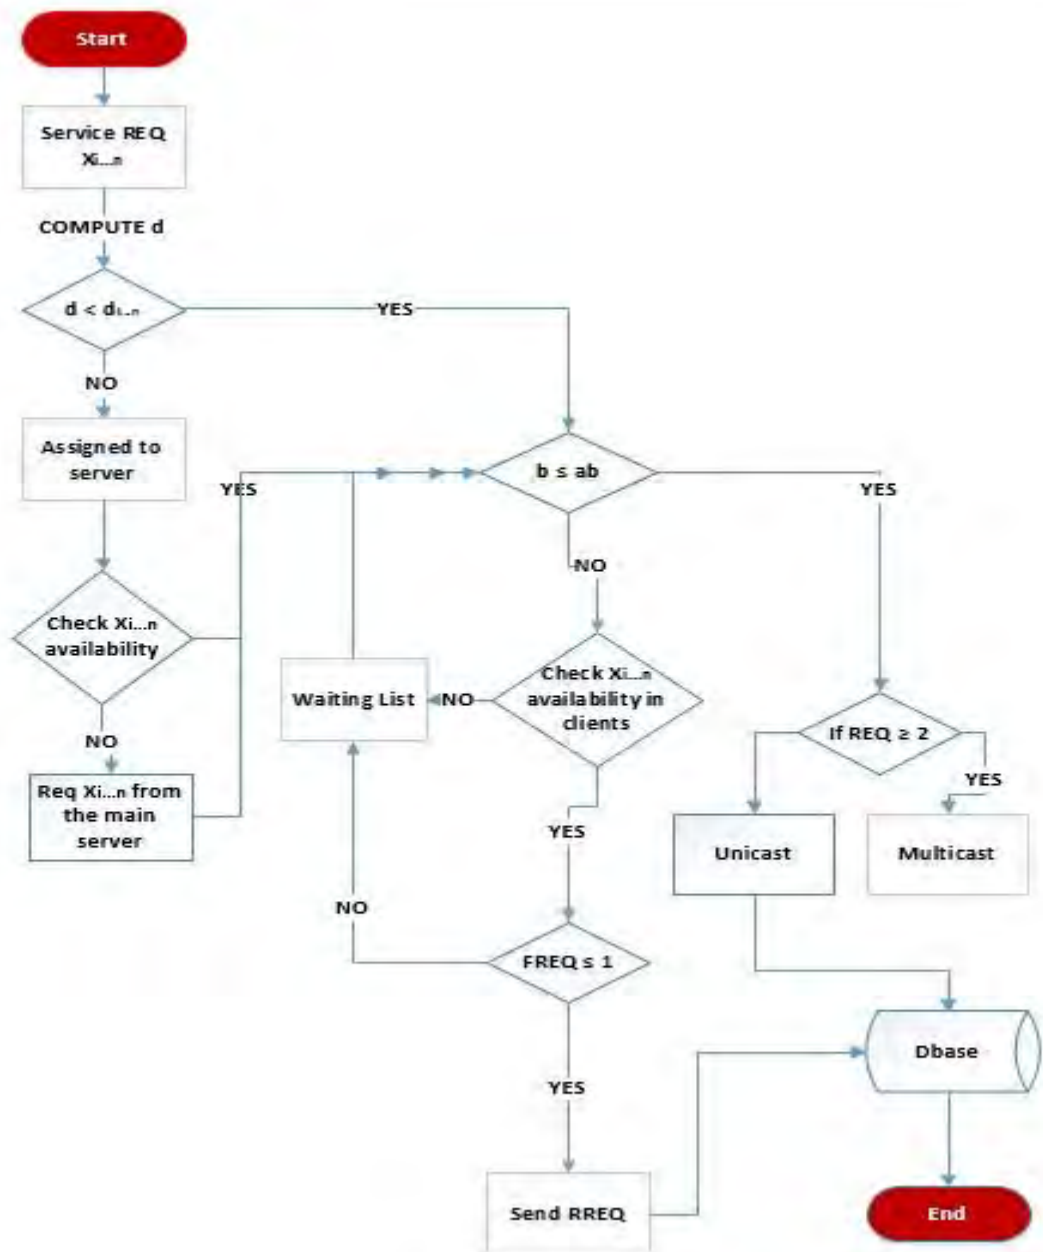 Start
Service REQ
Xi...n
COMPUTE d
d < d1...n
YES
NO
Assigned to
server
b ≤ ab
YES
YES
NO
Check Xi...n
availability
Check Xi...n
availability in
clients
Waiting List
NO
NO
If REQ ≥ 2
YES
Req Xi...n from
the main
server
YES
Unicast
Multicast
NO
FREQ ≤ 1
Dbase
YES
Send RREQ
End